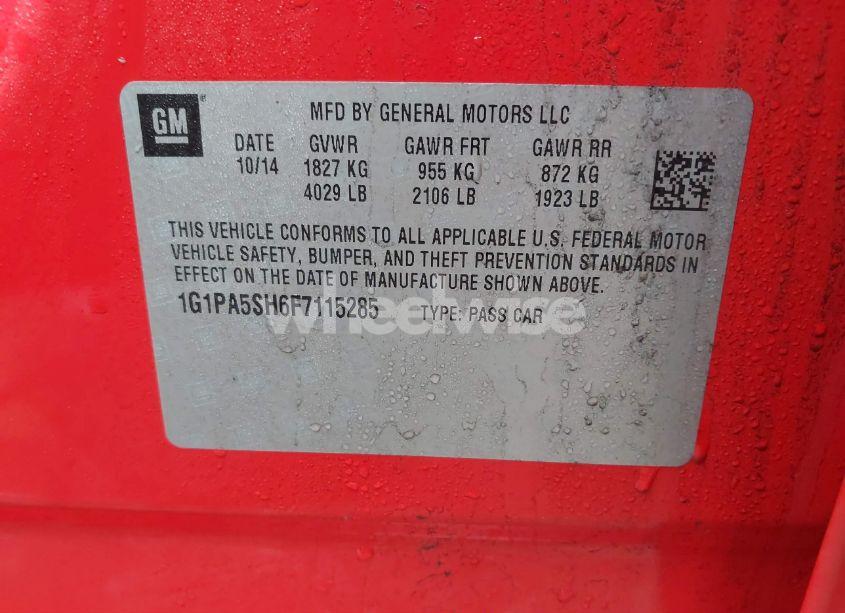 GM
MFD BY GENERAL MOTORS LLC
DATE GVWR GAWR FRT GAWR RR
10/14 1827 KG 955 KG 872 KG
4029 LB 2106 LB 1923 LB
THIS VEHICLE CONFORMS TO ALL APPLICABLE U.S. FEDERAL MOTOR
VEHICLE SAFETY, BUMPER, AND THEFT PREVENTION STANDARDS IN
EFFECT ON THE DATE OF MANUFACTURE SHOWN ABOVE.
1G1PA5SH6F7115285 TYPE: PASS CAR
wheelwise